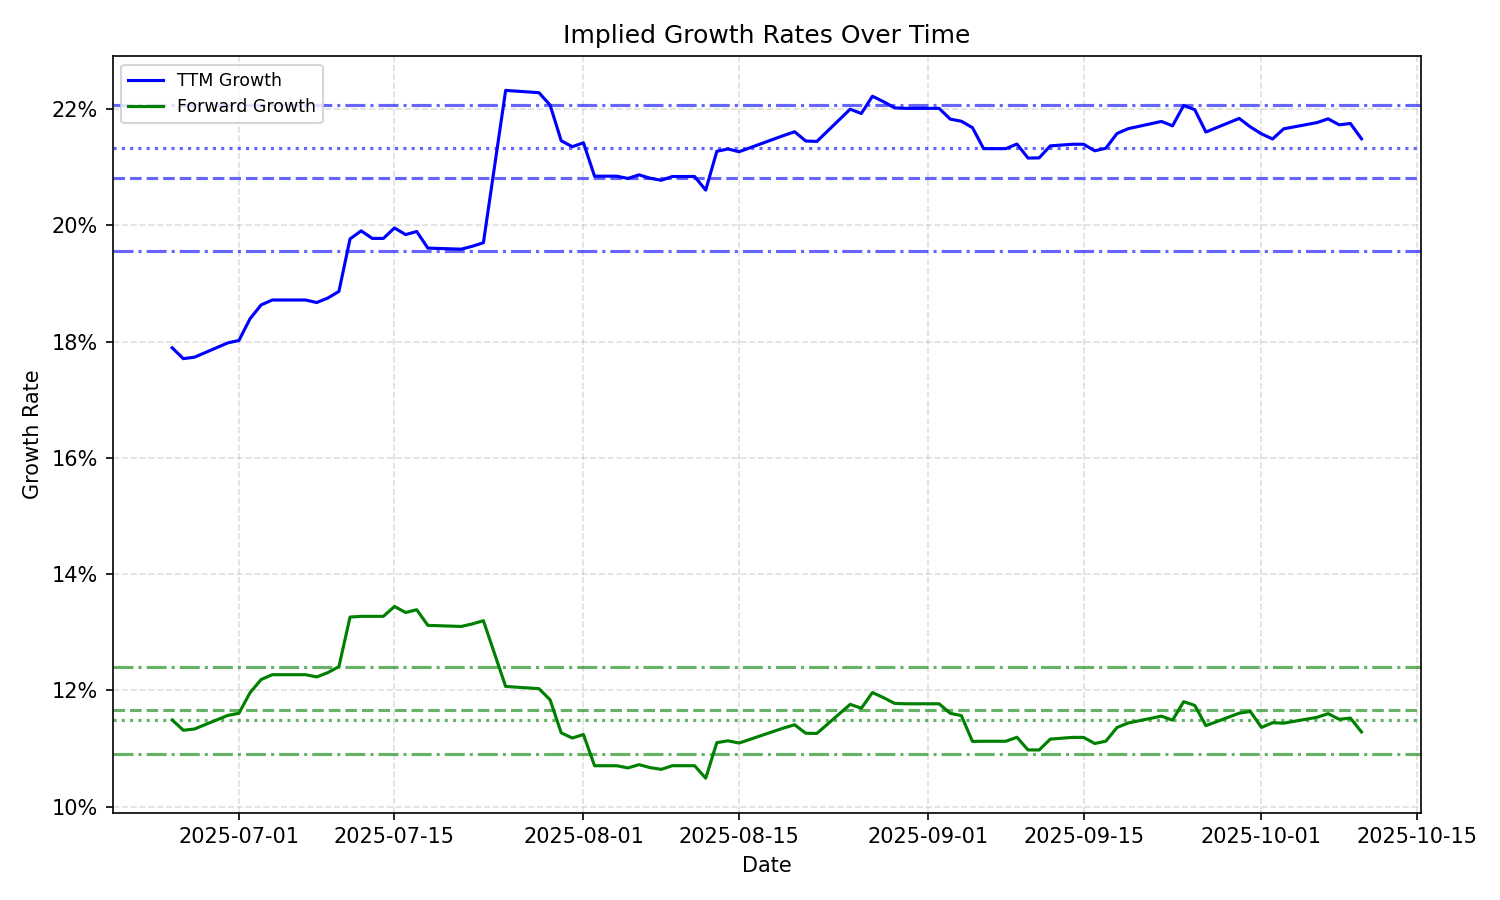 Implied Growth Rates Over Time
TTM Growth
Forward Growth
22%
20%
18%
16%
14%
12%
10%
Growth Rate
2025-07-01 2025-07-15 2025-08-01 2025-08-15 2025-09-01 2025-09-15 2025-10-01 2025-10-15
Date